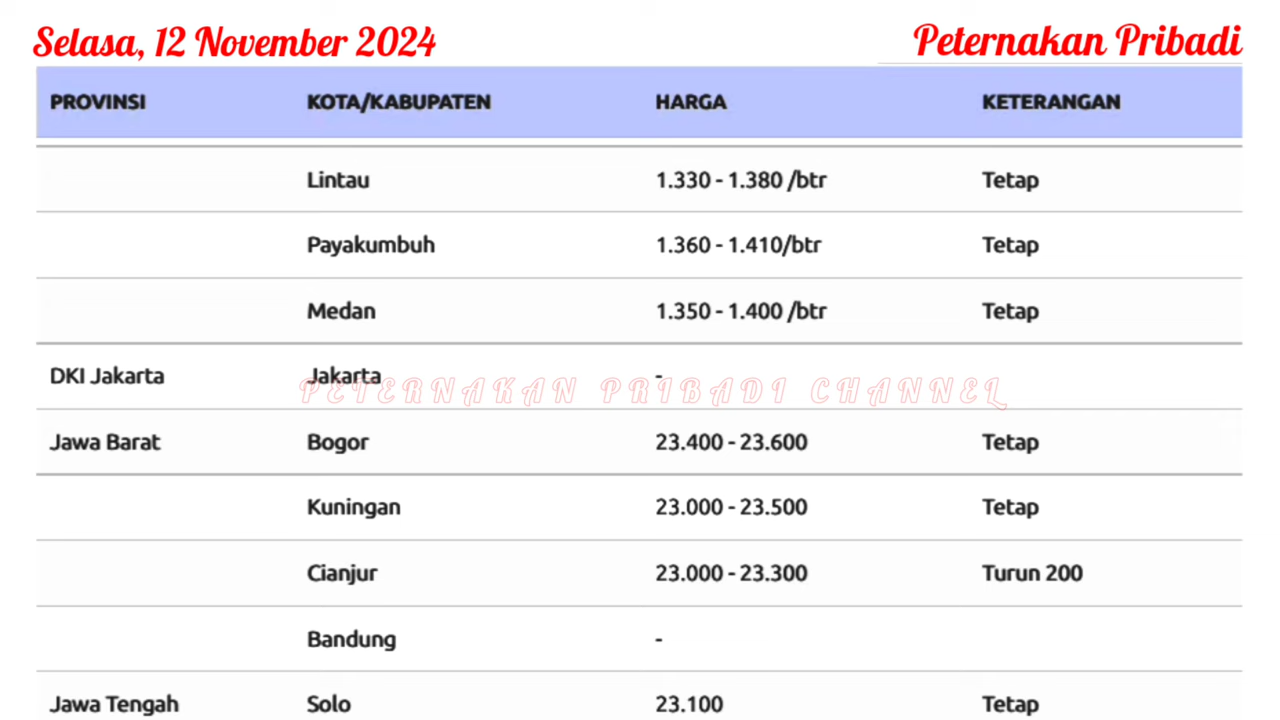 Selasa, 12 November 2024 Peternakan Pribadi
PROVINSI KOTA/KABUPATEN HARGA KETERANGAN
Lintau 1.330 - 1.380 /btr Tetap
Payakumbuh 1.360 - 1.410/btr Tetap
Medan 1.350 - 1.400 /btr Tetap
DKI Jakarta Jakarta -
PETERNAKAN PRIBADI CHANNEL
Jawa Barat Bogor 23.400 - 23.600 Tetap
Kuningan 23.000 - 23.500 Tetap
Cianjur 23.000 - 23.300 Turun 200
Bandung -
Jawa Tengah Solo 23.100 Tetap